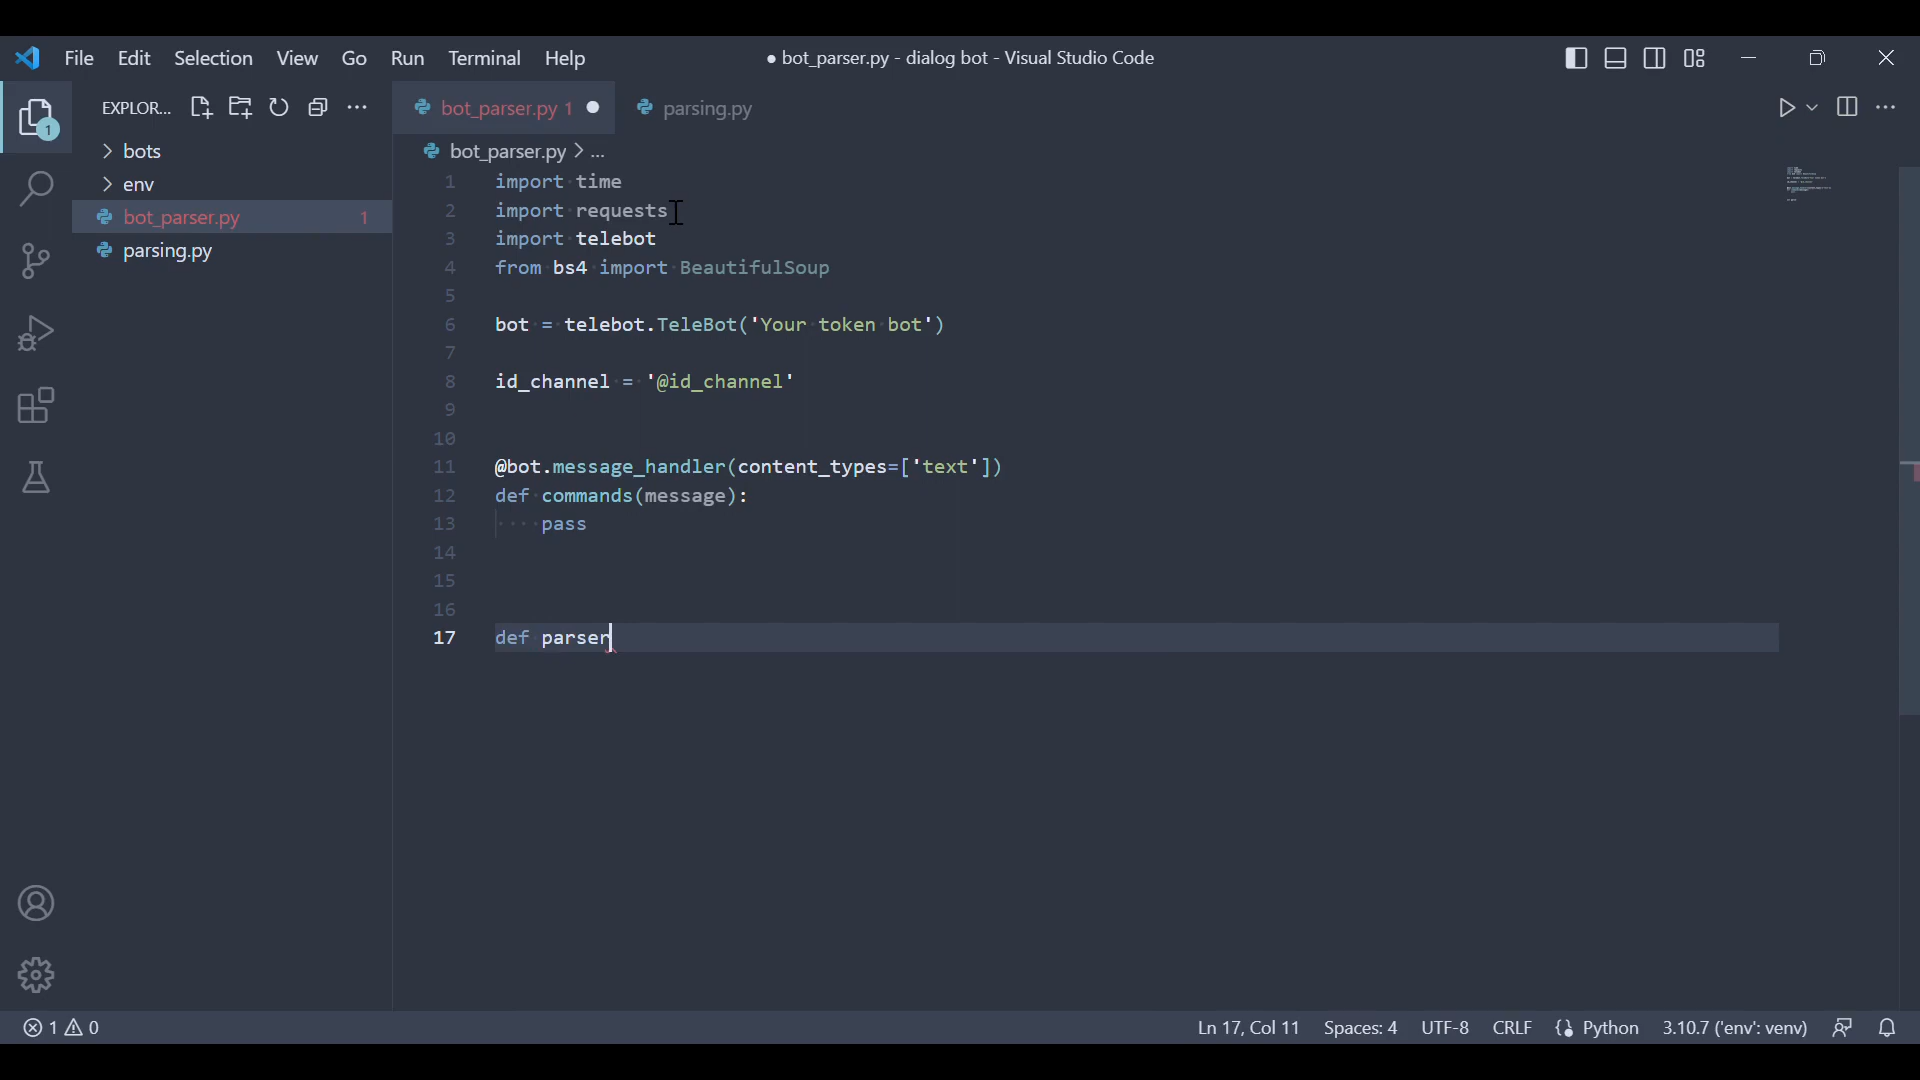 File Edit Selection View Go Run Terminal Help
● bot_parser.py - dialog bot - Visual Studio Code
EXPLOR...
bot_parser.py 1
parsing.py
bots
env
bot_parser.py 1
parsing.py
1
bot_parser.py > ...
1 import time
2 import requests
3 import telebot
4 from bs4 import BeautifulSoup
5
6 bot = telebot.TeleBot('Your token bot')
7
8 id_channel = '@id_channel'
9
10
11 @bot.message_handler(content_types=['text'])
12 def commands(message):
13     pass
14
15
16
17 def parser
1 0
Ln 17, Col 11 Spaces: 4 UTF-8 CRLF Python 3.10.7 ('env': venv)